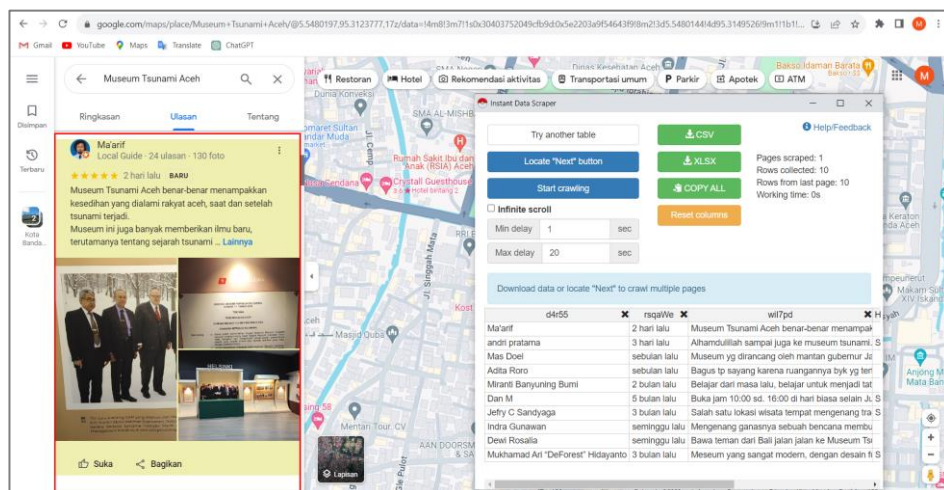 google.com/maps/place/Museum+Tsunami+Aceh/@5.5480197,95.3123777,17z/data=!4m8!3m7!1s0x30403752049cfb9d:0x5e2203a9f54643f9!8m2!3d5.5480144!4d95.3149526!9m1!1b1!...
Gmail
YouTube
Maps
Translate
ChatGPT
M
Museum Tsunami Aceh
Disimpan
Terbaru
Kota
Banda...
Ringkasan
Ulasan
Tentang
Ma'arif
Local Guide · 24 ulasan · 130 foto
2 hari lalu
BARU
Museum Tsunami Aceh benar-benar menampakkan
kesedihan yang dialami rakyat aceh, saat dan setelah
tsunami terjadi.
Museum ini juga banyak memberikan ilmu baru,
terutamanya tentang sejarah tsunami ... Lainnya
Suka
Bagikan
Restoran
Hotel
Rekomendasi aktivitas
Transportasi umum
Parkir
Apotek
ATM
M
Dunia Konveksi
Dinas Kesehatan Aceh
Bakso Idaman Barata
SMA AL-MISHB
Rumah Sakit Ibu dan
Anak (RSIA) Aceh
Crystall Guesthouse
Hotel bintang 2
Jl. Singgah Mata
Kost
Masjid Quba
Mentari Tour. CV
AAN DOORSM
Lapisan
Anjong M
Mata Ban
Instant Data Scraper
Try another table
Locate "Next" button
Start crawling
CSV
XLSX
COPY ALL
Reset columns
Help/Feedback
Pages scraped: 1
Rows collected: 10
Rows from last page: 10
Working time: 0s
Infinite scroll
Min delay 1 sec
Max delay 20 sec
Download data or locate "Next" to crawl multiple pages
d4r55 rsqaWe wiI7pd H
Ma'arif 2 hari lalu Museum Tsunami Aceh benar-benar menampak
andri pratama 3 hari lalu Alhamdulillah sampai juga ke museum tsunami. S
Mas Doel sebulan lalu Museum yg dirancang oleh mantan gubernur Ja
Adita Roro sebulan lalu Bagus tp sayang karena ruangannya byk yg ter
Miranti Banyuning Bumi 2 bulan lalu Belajar dari masa lalu, belajar untuk menjadi tat
Dan M 5 bulan lalu Buka jam 10:00 sd. 16:00 di hari biasa selain Ju S
Jefry C Sandyaga 3 bulan lalu Salah satu lokasi wisata tempat mengenang tra S
Indra Gunawan seminggu lalu Mengenang ganasnya sebuah bencana membu
Dewi Rosalia seminggu lalu Bawa teman dari Bali jalan jalan ke Museum Tsu
Mukhamad Ari "DeForest" Hidayanto 3 bulan lalu Meseum yang sangat modern, dengan desain fi S